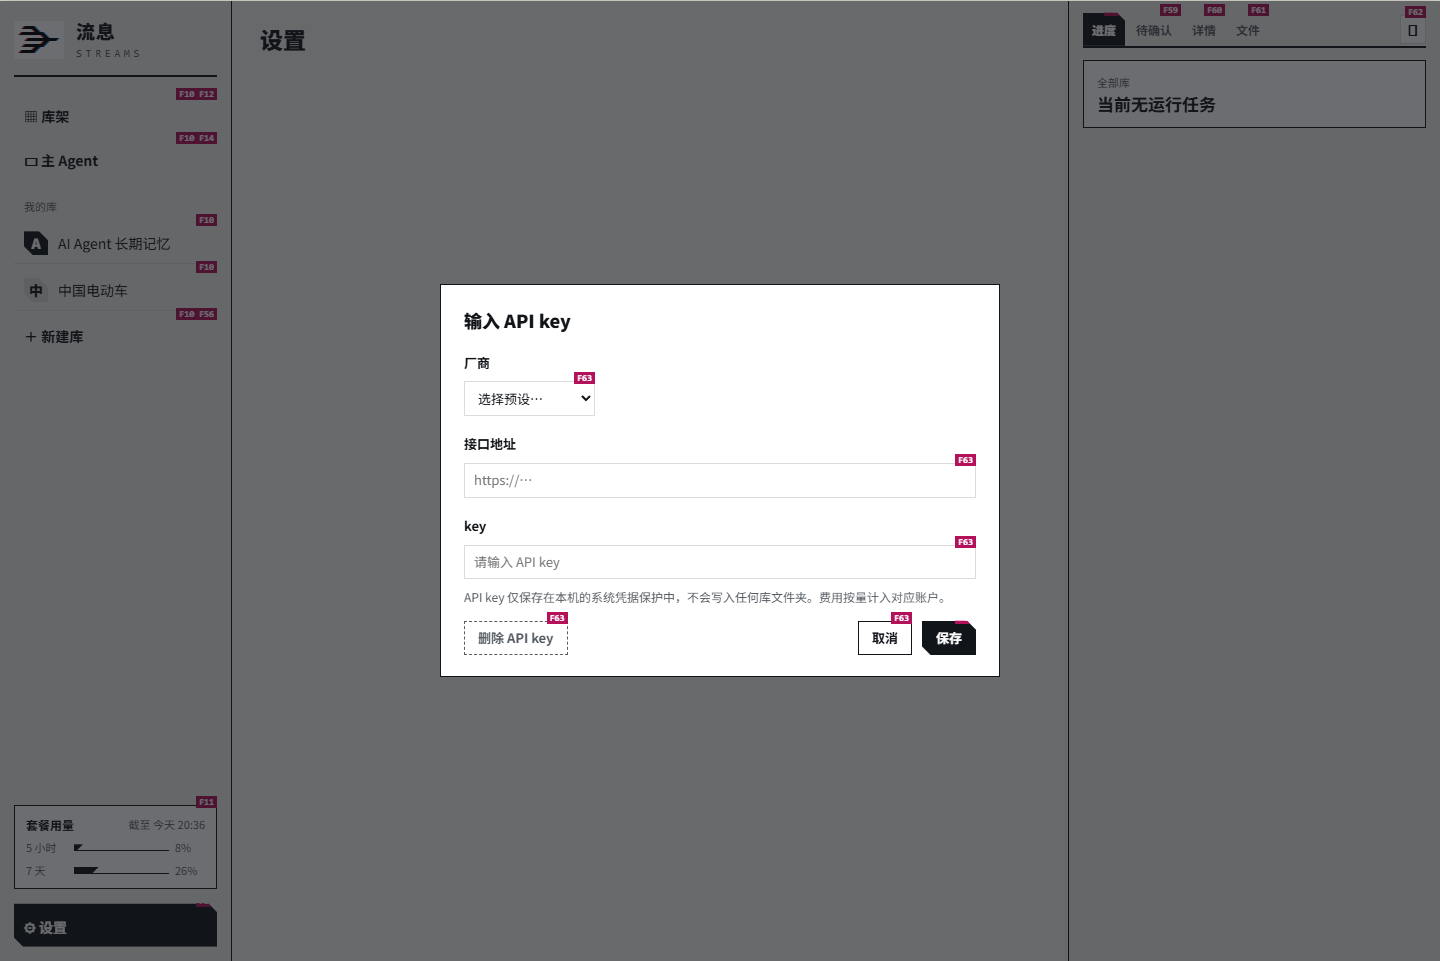 流息
STREAMS
F10 F12
库架
F10 F14
主 Agent
我的库
F10
A AI Agent 长期记忆
F10
中 中国电动车
F10 F56
+ 新建库
F11
套餐用量 截至 今天 20:36
5 小时 8%
7 天 26%
设置
设置
输入 API key
厂商
F63
选择预设…
接口地址
F63
https://…
key
F63
请输入 API key
API key 仅保存在本机的系统凭据保护中，不会写入任何库文件夹。费用按量计入对应账户。
F63
删除 API key
F63
取消
保存
F59 F60 F61 F62
进度 待确认 详情 文件
全部库
当前无运行任务